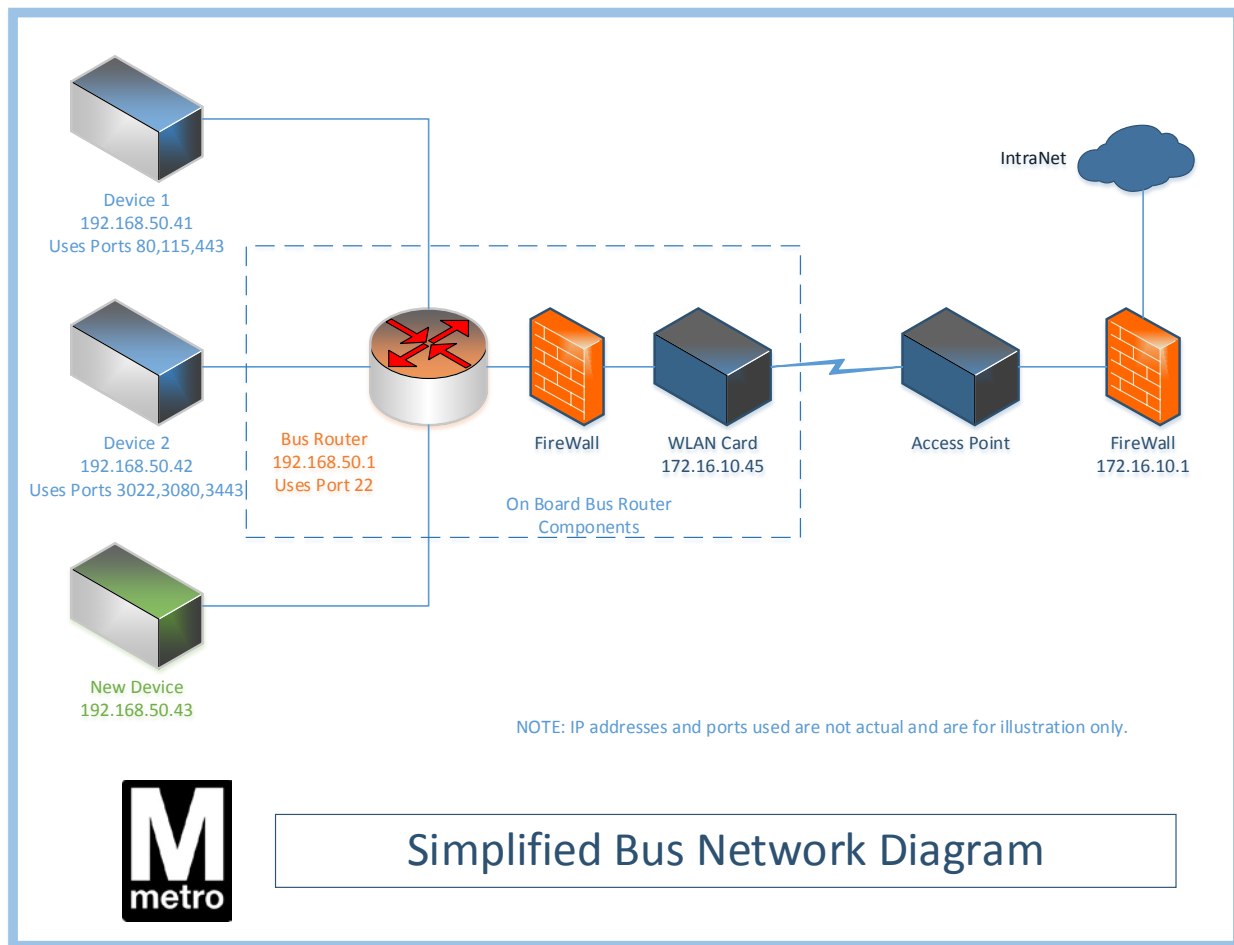 Device 1
192.168.50.41
Uses Ports 80,115,443
IntraNet
Device 2
192.168.50.42
Uses Ports 3022,3080,3443
Bus Router
192.168.50.1
Uses Port 22
FireWall
WLAN Card
172.16.10.45
Access Point
FireWall
172.16.10.1
On Board Bus Router
Components
New Device
192.168.50.43
NOTE: IP addresses and ports used are not actual and are for illustration only.
M
metro
Simplified Bus Network Diagram